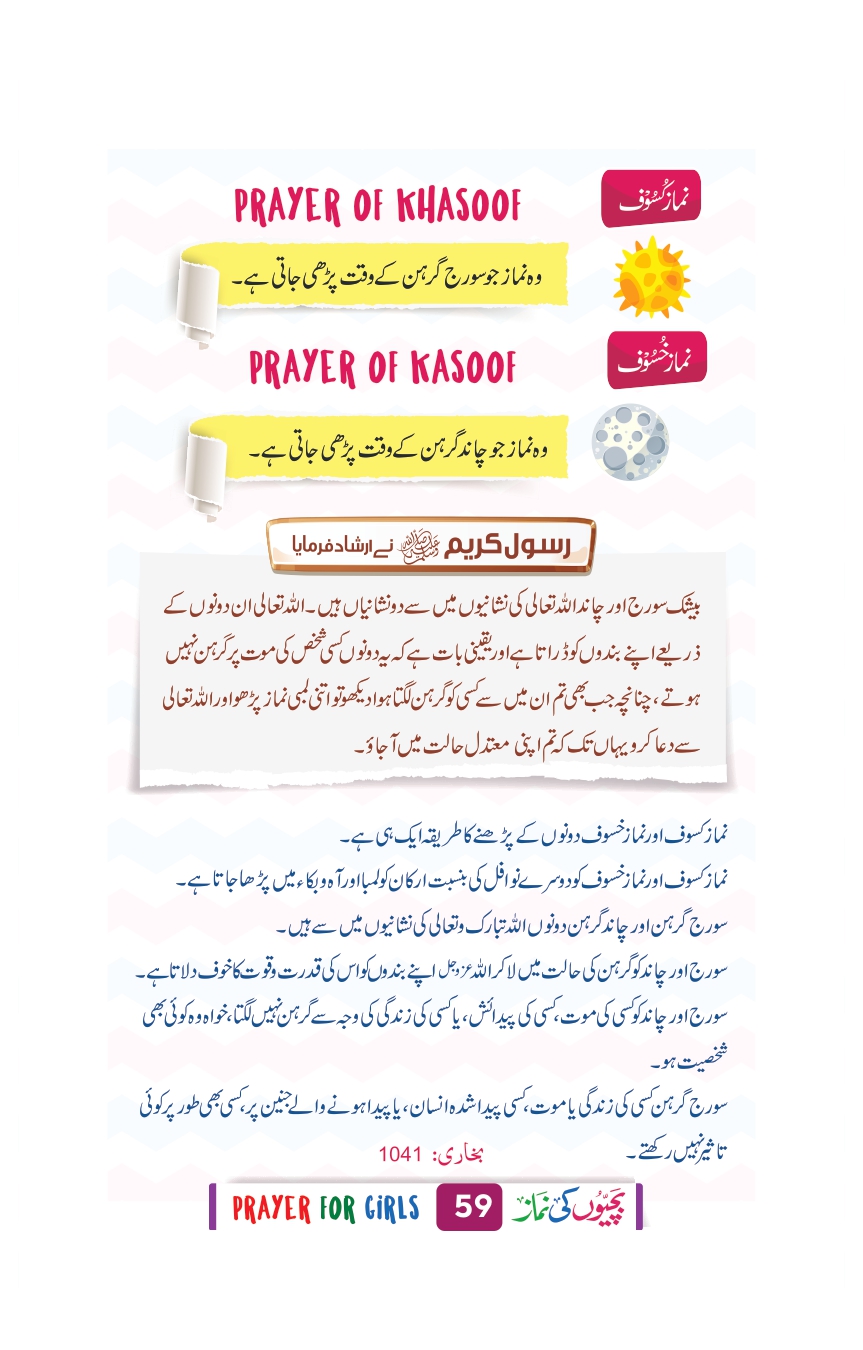 PRAYER OF KHASOOF
نماز کُسُوْف
وہ نماز جو سورج گرہن کے وقت پڑھی جاتی ہے۔
PRAYER OF KASOOF
نماز خُسُوْف
وہ نماز جو چاند گرہن کے وقت پڑھی جاتی ہے۔
رسول کریم ﷺ نے ارشاد فرمایا
بیشک سورج اور چاند اللہ تعالی کی نشانیوں میں سے دو نشانیاں ہیں۔ اللہ تعالی ان دونوں کے
ذریعے اپنے بندوں کو ڈراتا ہے اور یقینی بات ہے کہ یہ دونوں کسی شخص کی موت پر گرہن نہیں
ہوتے، چنانچہ جب بھی تم ان میں سے کسی کو گرہن لگتا ہوا دیکھو تو اتنی لمبی نماز پڑھو اور اللہ تعالی
سے دعا کرو یہاں تک کہ تم اپنی معتدل حالت میں آ جاؤ۔
نماز کسوف اور نماز خسوف دونوں کے پڑھنے کا طریقہ ایک ہی ہے۔
نماز کسوف اور نماز خسوف کو دوسرے نوافل کی بنسبت ارکان کو لمبا اور آہ و بکاء میں پڑھا جاتا ہے۔
سورج گرہن اور چاند گرہن دونوں اللہ تبارک وتعالی کی نشانیوں میں سے ہیں۔
سورج اور چاند کو گرہن کی حالت میں لا کر اللہ عزوجل اپنے بندوں کو اس کی قدرت وقوت کا خوف دلاتا ہے۔
سورج اور چاند کو کسی کی موت، کسی کی پیدائش، یا کسی کی زندگی کی وجہ سے گرہن نہیں لگتا، خواہ وہ کوئی بھی
شخصیت ہو۔
سورج گرہن کسی کی زندگی یا موت، کسی پیدا شدہ انسان، یا پیدا ہونے والے جنین پر، کسی بھی طور پر کوئی
تاثیر نہیں رکھتے۔
بخاری: 1041
PRAYER FOR GIRLS 59 بچیّوں کی نماز